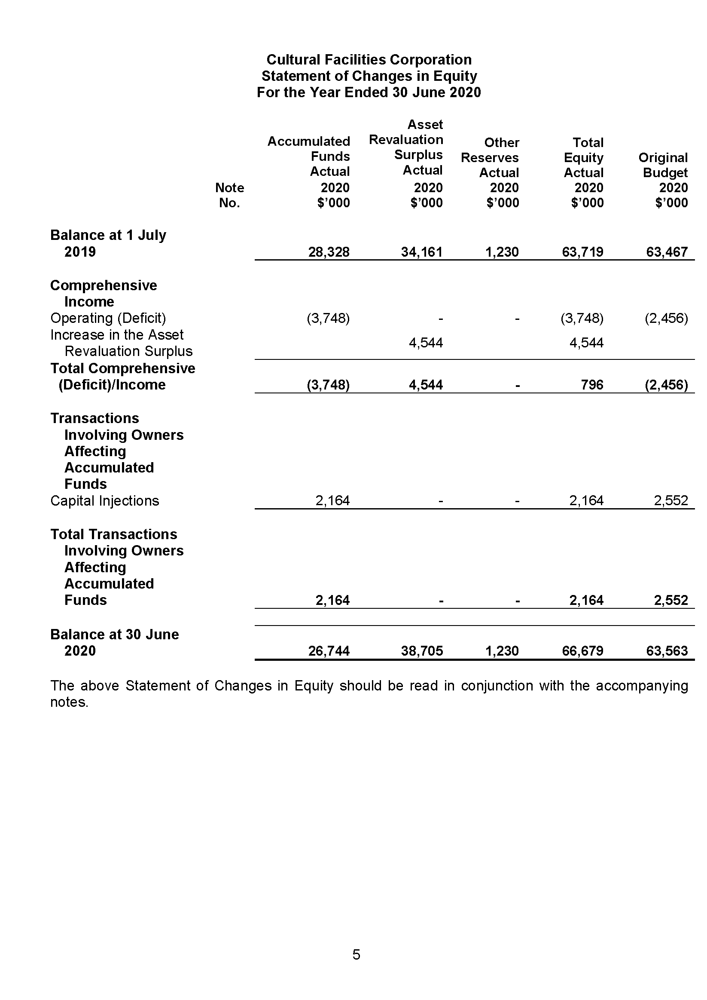 Cultural Facilities Corporation
Statement of Changes in Equity
For the Year Ended 30 June 2020
Asset
Accumulated Revaluation Other Total
Funds Surplus Reserves Equity Original
Actual Actual Actual Actual Budget
Note 2020 2020 2020 2020 2020
No. $’000 $’000 $’000 $’000 $’000
Balance at 1 July
2019 28,328 34,161 1,230 63,719 63,467
Comprehensive
Income
Operating (Deficit) (3,748) - - (3,748) (2,456)
Increase in the Asset
Revaluation Surplus 4,544 4,544
Total Comprehensive
(Deficit)/Income (3,748) 4,544 - 796 (2,456)
Transactions
Involving Owners
Affecting
Accumulated
Funds
Capital Injections 2,164 - - 2,164 2,552
Total Transactions
Involving Owners
Affecting
Accumulated
Funds 2,164 - - 2,164 2,552
Balance at 30 June
2020 26,744 38,705 1,230 66,679 63,563
The above Statement of Changes in Equity should be read in conjunction with the accompanying
notes.
5